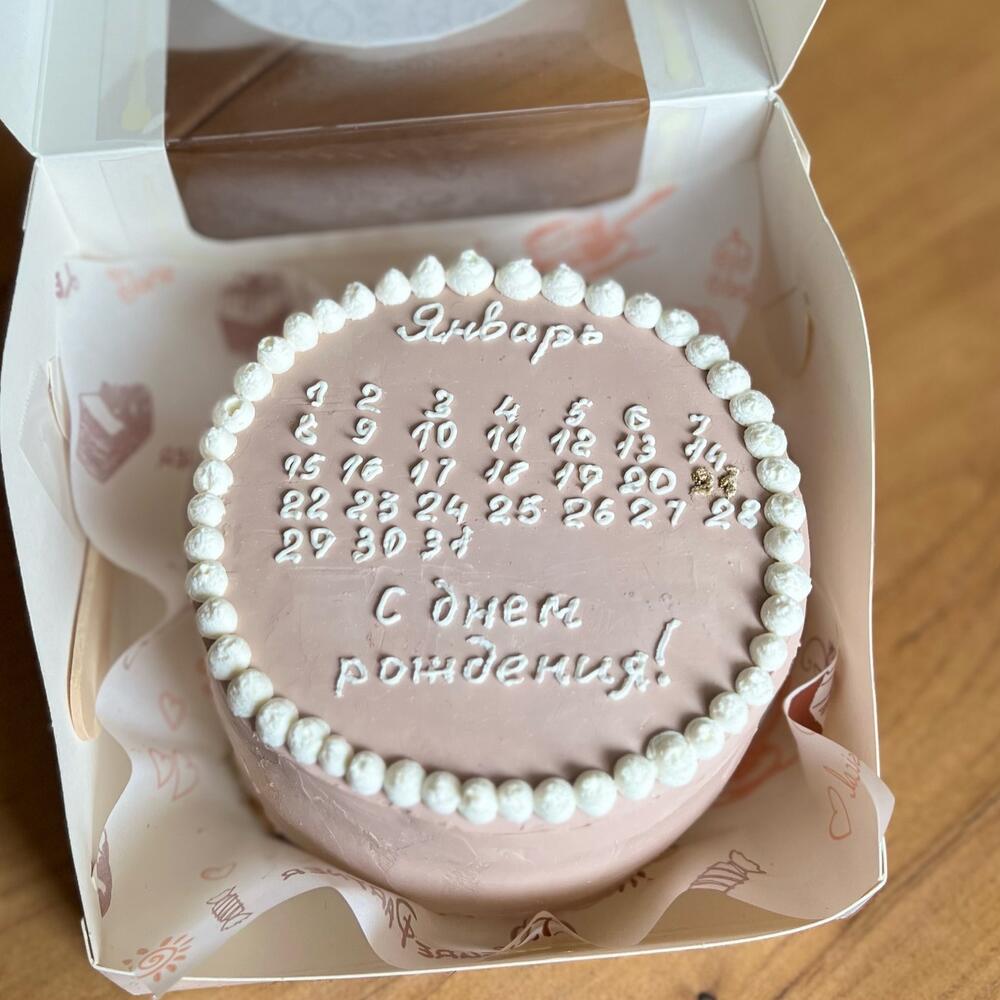 Январь
1 2 3 4 5 6 7
8 9 10 11 12 13 14
15 16 17 18 19 20 21
22 23 24 25 26 27 28
29 30 31
С днем
рождения!